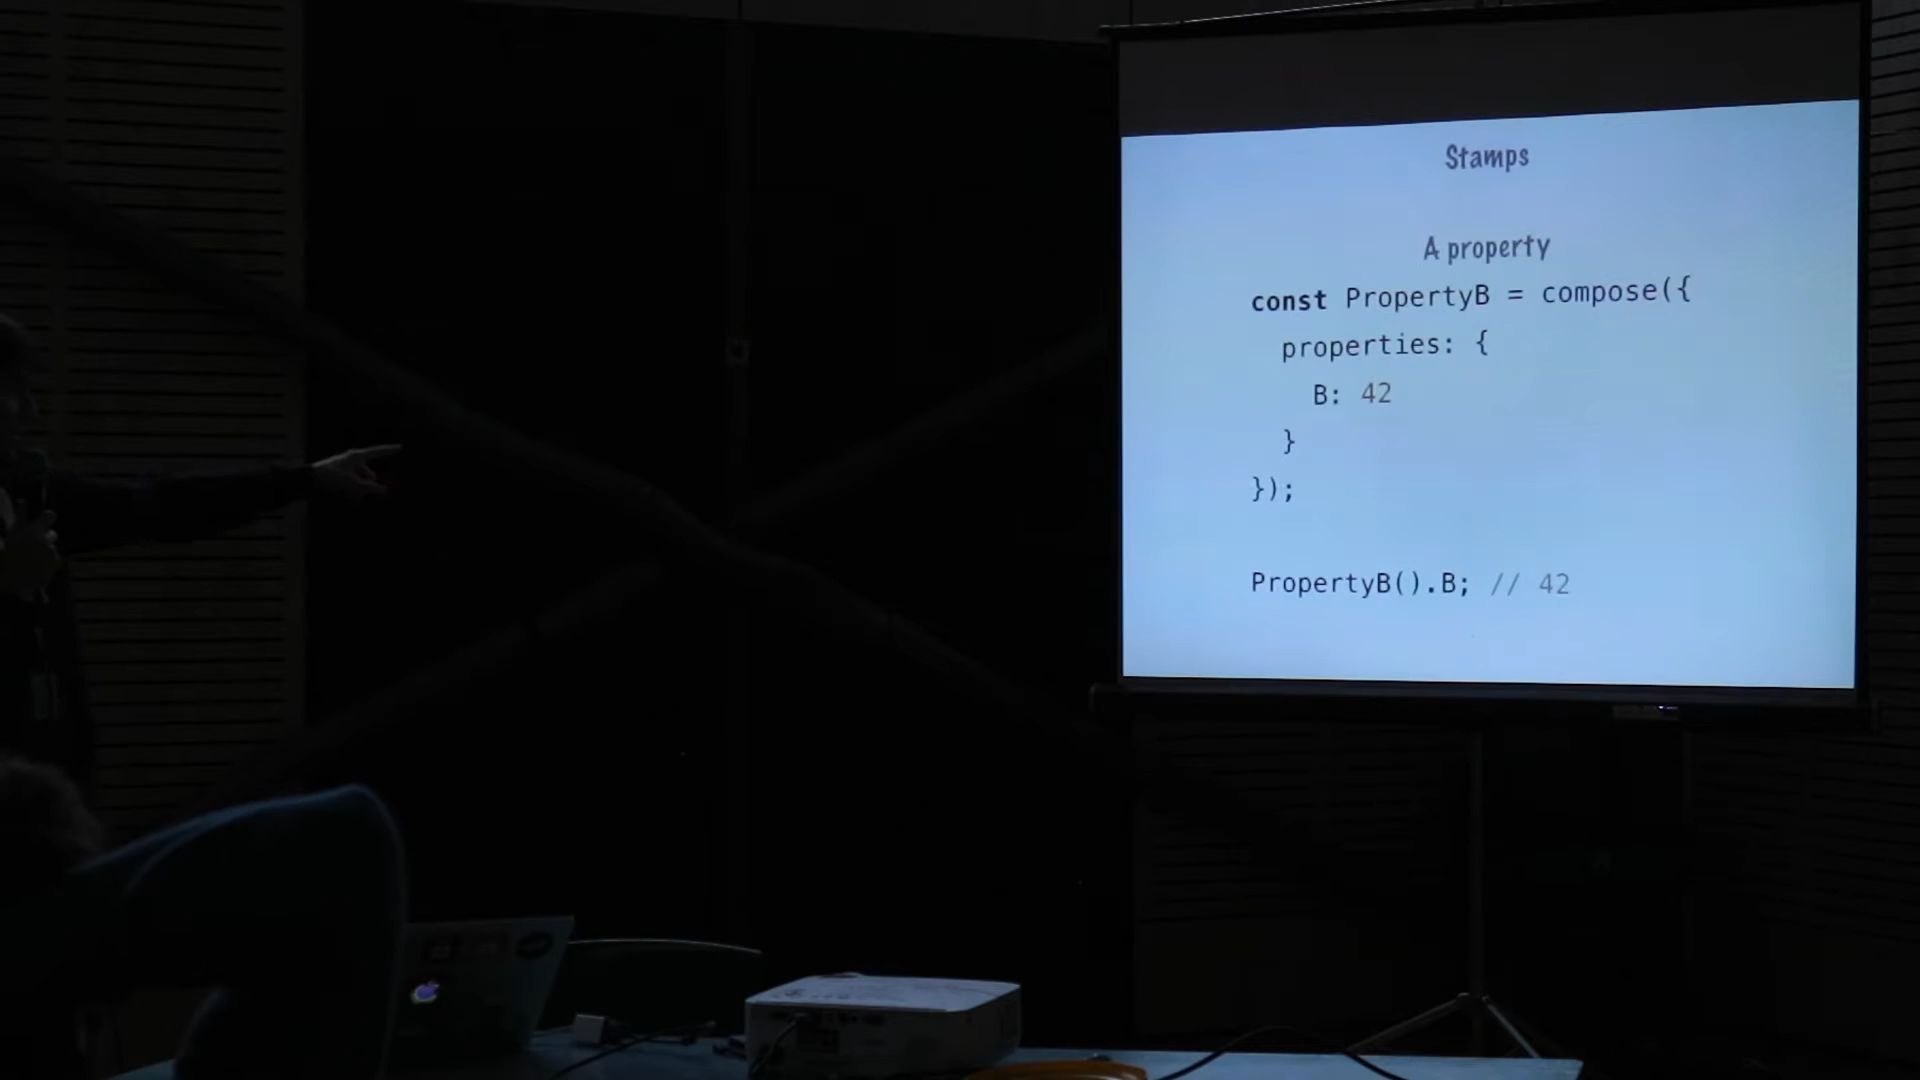 Stamps
A property
const PropertyB = compose({
properties: {
B: 42
}
});
PropertyB().B; // 42